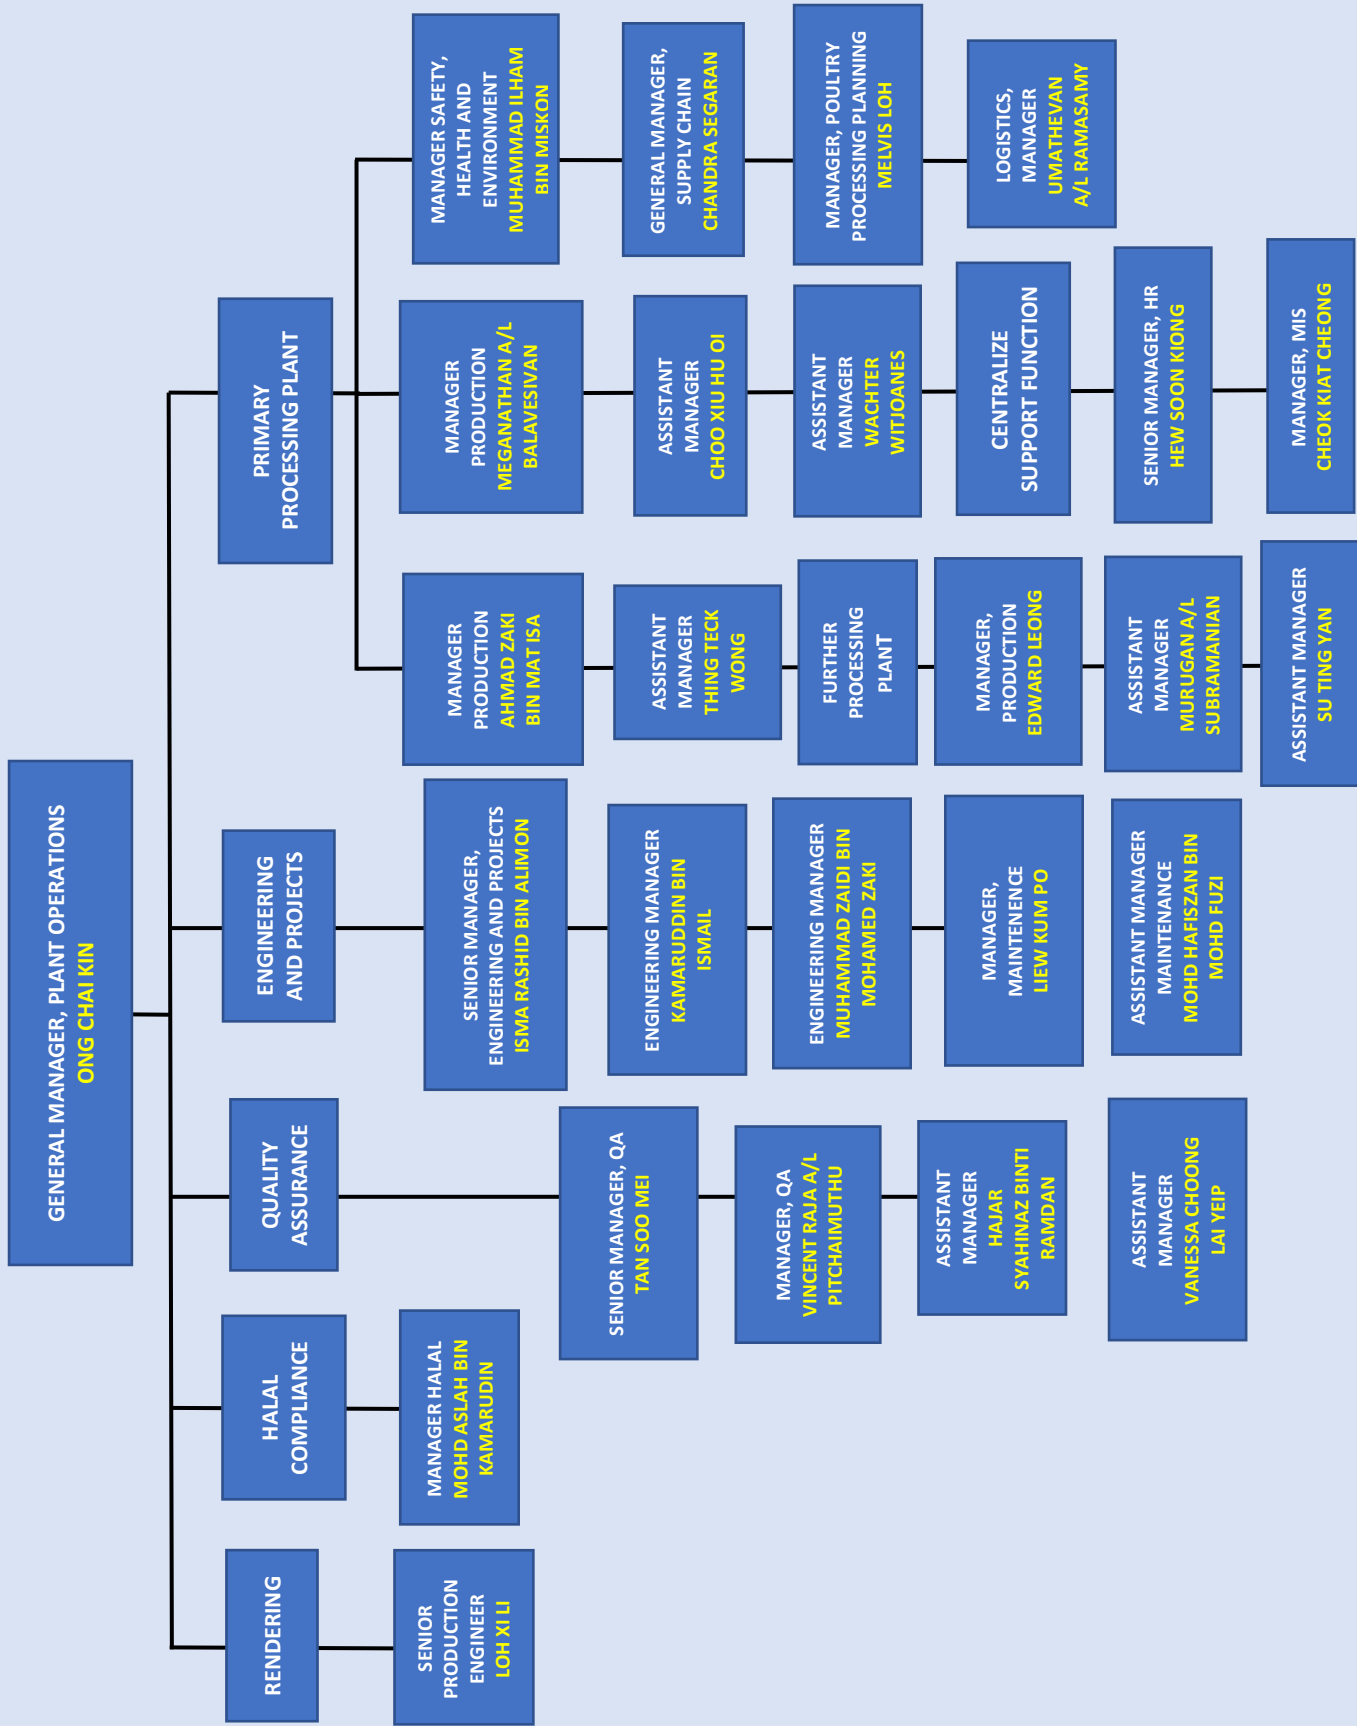 GENERAL MANAGER, PLANT OPERATIONS
ONG CHAI KIN
RENDERING
HALAL
COMPLIANCE
QUALITY
ASSURANCE
ENGINEERING
AND PROJECTS
PRIMARY
PROCESSING PLANT
SENIOR
PRODUCTION
ENGINEER
LOH XI LI
MANAGER HALAL
MOHD ASLAH BIN
KAMARUDIN
SENIOR MANAGER, QA
TAN SOO MEI
MANAGER, QA
VINCENT RAJA A/L
PITCHAIMUTHU
ASSISTANT
MANAGER
HAJAR
SYAHINAZ BINTI
RAMDAN
ASSISTANT
MANAGER
VANESSA CHOONG
LAI YEIP
SENIOR MANAGER,
ENGINEERING AND PROJECTS
ISMA RASHID BIN ALIMON
ENGINEERING MANAGER
KAMARUDDIN BIN
ISMAIL
ENGINEERING MANAGER
MUHAMMAD ZAIDI BIN
MOHAMED ZAKI
MANAGER,
MAINTENENCE
LIEW KUM PO
ASSISTANT MANAGER
MAINTENANCE
MOHD HAFISZAN BIN
MOHD FUZI
MANAGER
PRODUCTION
AHMAD ZAKI
BIN MAT ISA
ASSISTANT
MANAGER
THING TECK
WONG
FURTHER
PROCESSING
PLANT
MANAGER,
PRODUCTION
EDWARD LEONG
ASSISTANT
MANAGER
MURUGAN A/L
SUBRAMANIAN
ASSISTANT MANAGER
SU TING YAN
MANAGER
PRODUCTION
MEGANATHAN A/L
BALAVESIVAN
ASSISTANT
MANAGER
CHOO XIU HU OI
ASSISTANT
MANAGER
WACHTER
WITJOANES
CENTRALIZE
SUPPORT FUNCTION
SENIOR MANAGER, HR
HEW SOON KIONG
MANAGER, MIS
CHEOK KIAT CHEONG
MANAGER SAFETY,
HEALTH AND
ENVIRONMENT
MUHAMMAD ILHAM
BIN MISKON
GENERAL MANAGER,
SUPPLY CHAIN
CHANDRA SEGARAN
MANAGER, POULTRY
PROCESSING PLANNING
MELVIS LOH
LOGISTICS,
MANAGER
UMATHEVAN
A/L RAMASAMY